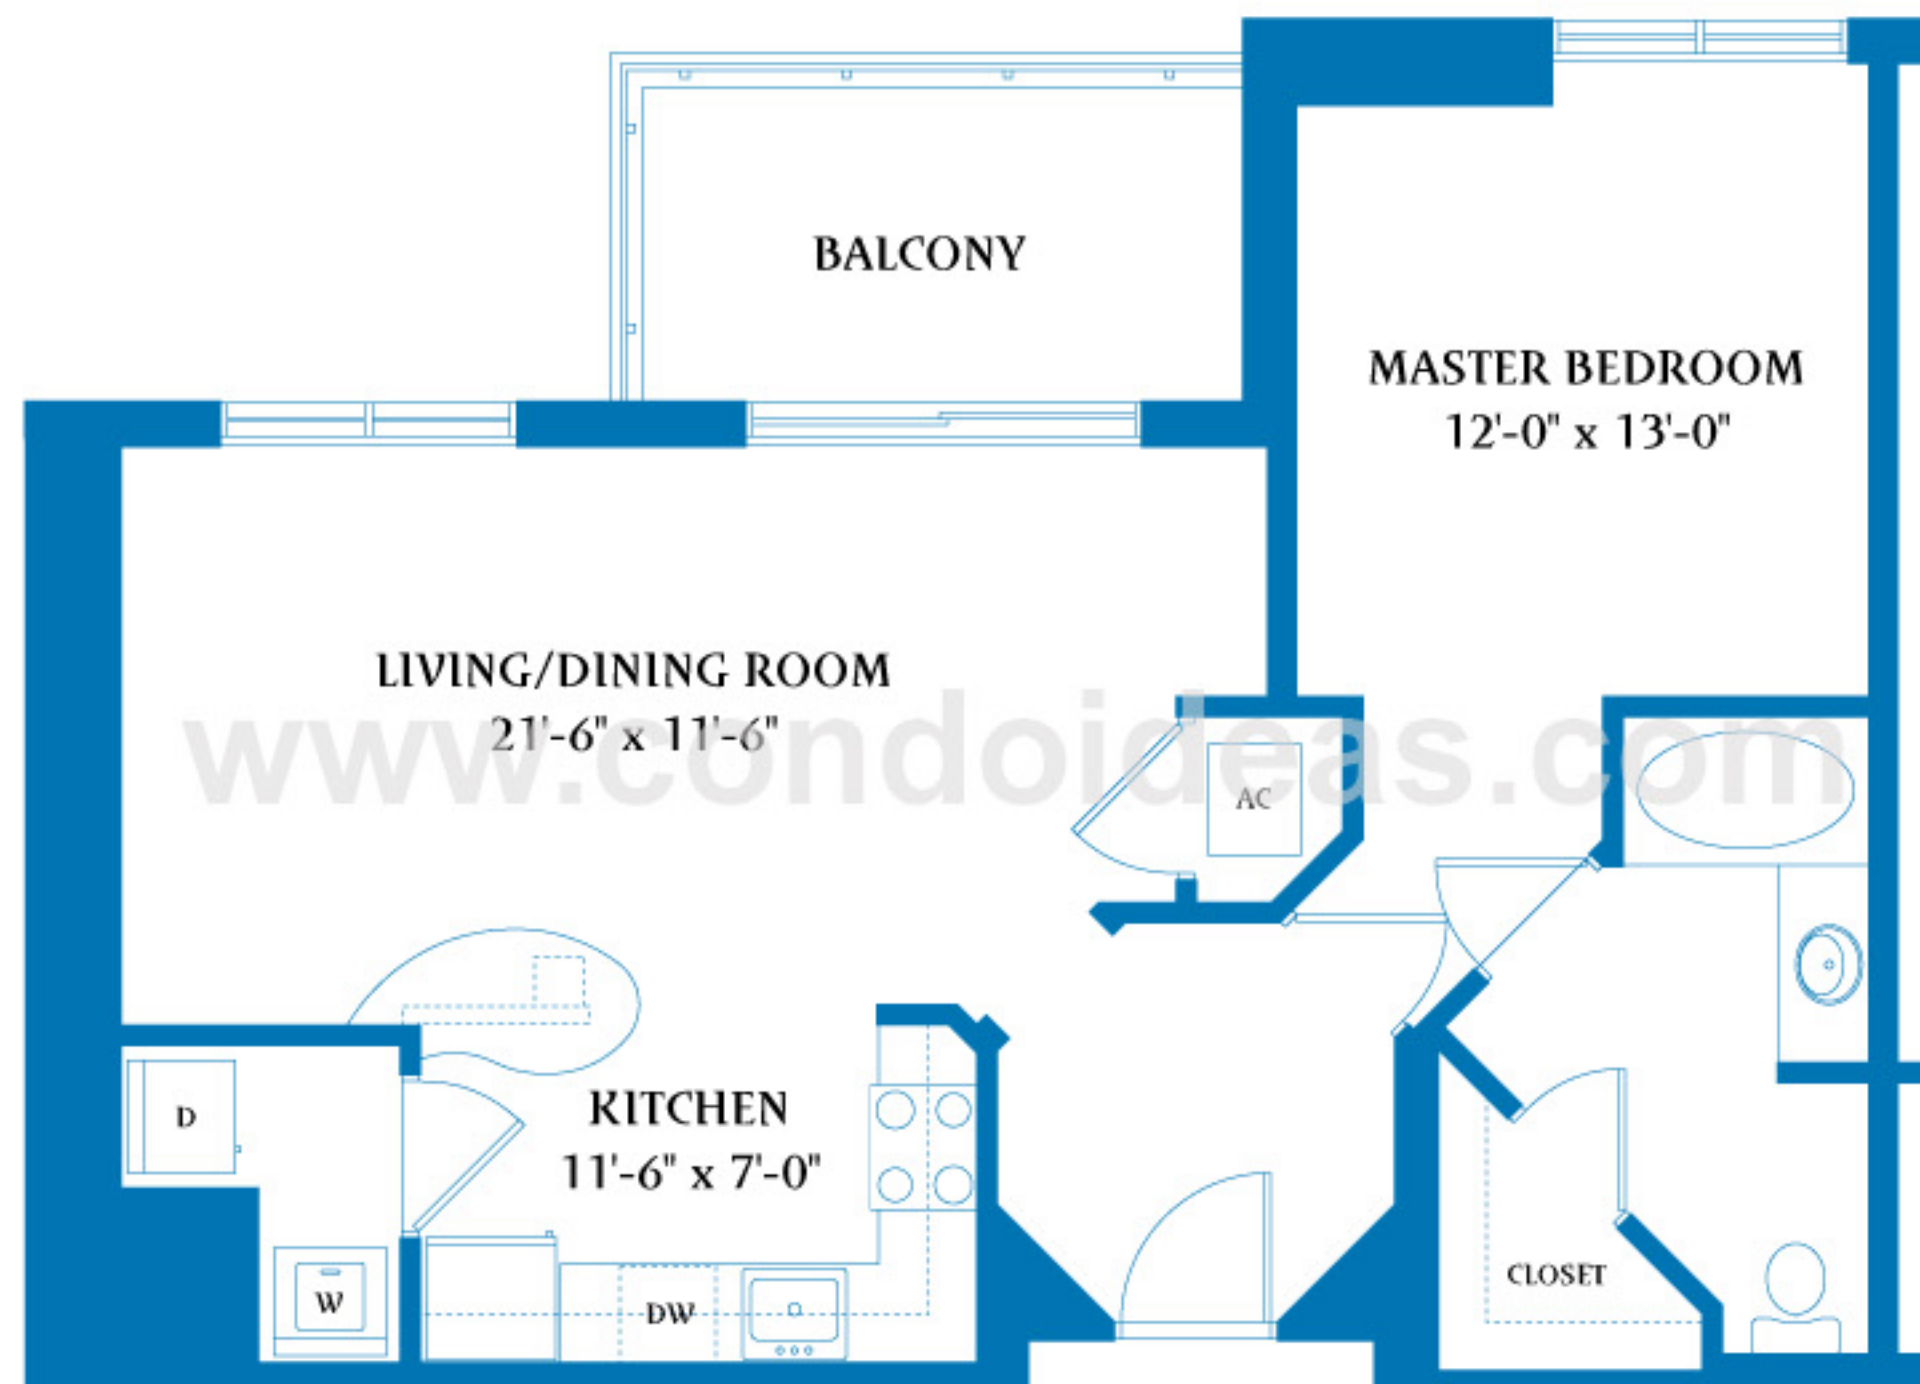 BALCONY
MASTER BEDROOM
12'-0" x 13'-0"
LIVING/DINING ROOM
21'-6" x 11'-6"
www.condoideas.com
AC
D
KITCHEN
11'-6" x 7'-0"
W
DW
CLOSET